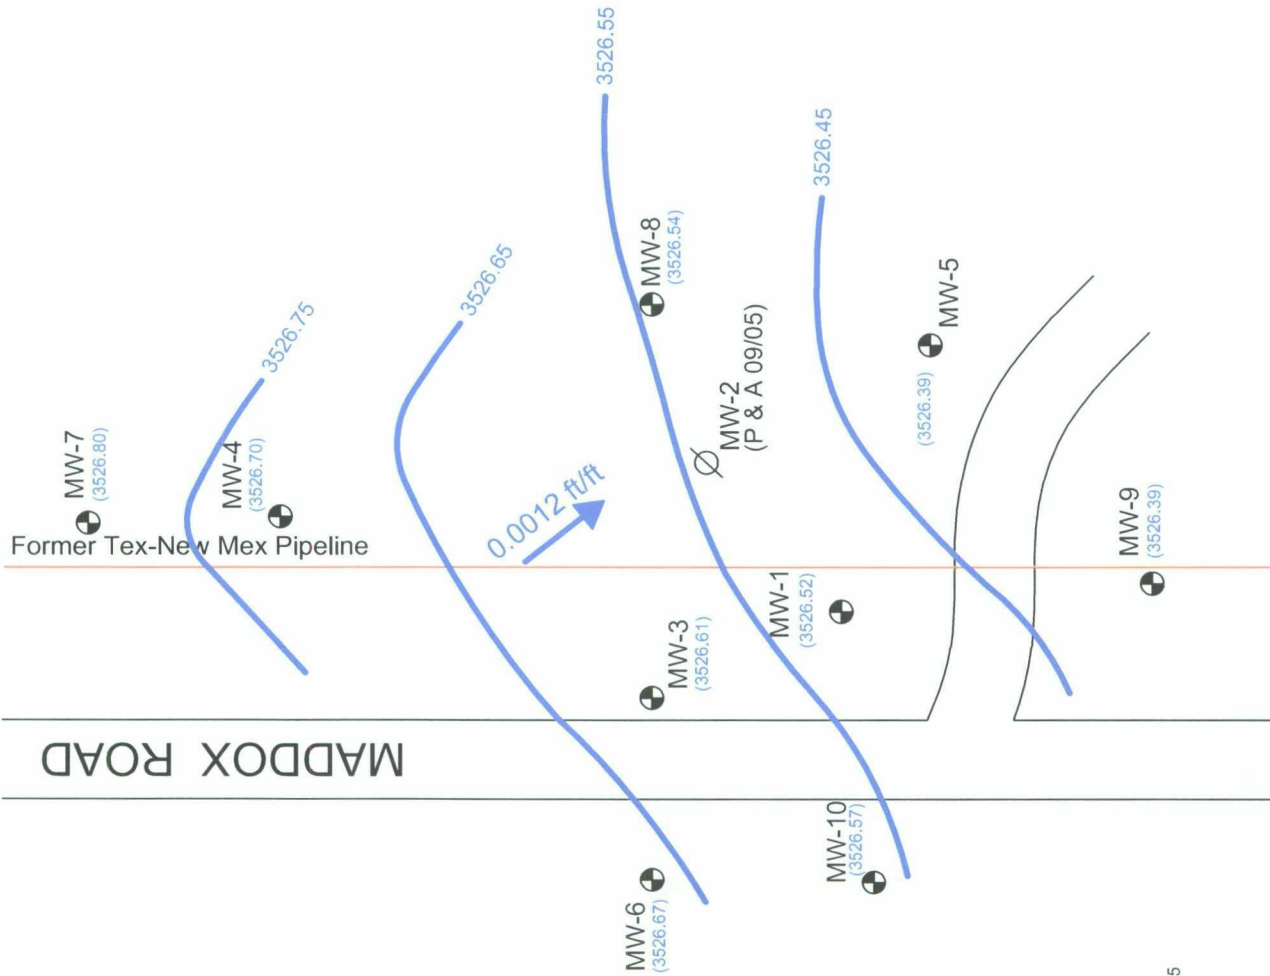 3526.55
3526.45
3526.65
3526.75
MW-8
(3526.54)
MW-7
(3526.80)
MW-4
(3526.70)
MW-5
(3526.39)
MW-2
(P & A 09/05)
0.0012 ft/ft
Former Tex-New Mex Pipeline
MW-9
(3526.39)
MW-1
(3526.52)
MW-3
(3526.61)
MADDOX ROAD
MW-10
(3526.57)
MW-6
(3526.67)
5